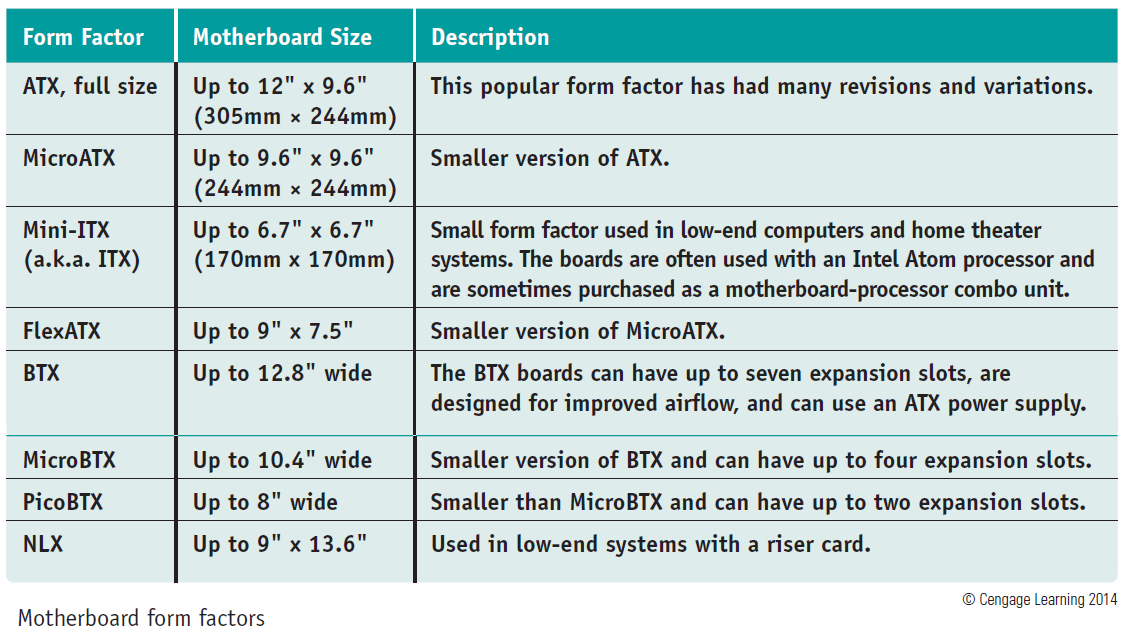 Form Factor Motherboard Size Description
ATX, full size Up to 12" x 9.6" This popular form factor has had many revisions and variations.
(305mm × 244mm)
MicroATX Up to 9.6" x 9.6" Smaller version of ATX.
(244mm × 244mm)
Mini-ITX Up to 6.7" x 6.7" Small form factor used in low-end computers and home theater
(a.k.a. ITX) (170mm x 170mm) systems. The boards are often used with an Intel Atom processor and
are sometimes purchased as a motherboard-processor combo unit.
FlexATX Up to 9" x 7.5" Smaller version of MicroATX.
BTX Up to 12.8" wide The BTX boards can have up to seven expansion slots, are
designed for improved airflow, and can use an ATX power supply.
MicroBTX Up to 10.4" wide Smaller version of BTX and can have up to four expansion slots.
PicoBTX Up to 8" wide Smaller than MicroBTX and can have up to two expansion slots.
NLX Up to 9" x 13.6" Used in low-end systems with a riser card.
© Cengage Learning 2014
Motherboard form factors